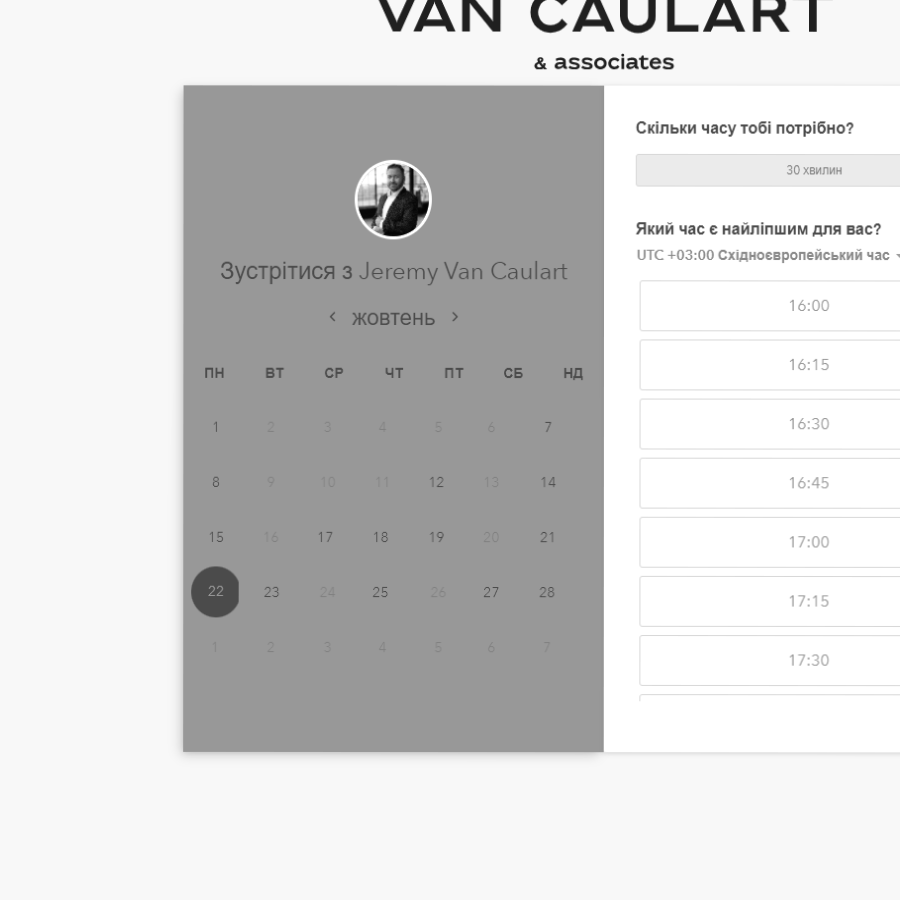 VAN CAULART
& associates
Зустрітися з Jeremy Van Caulart
‹ жовтень ›
ПН ВТ СР ЧТ ПТ СБ НД
1 2 3 4 5 6 7
8 9 10 11 12 13 14
15 16 17 18 19 20 21
22 23 24 25 26 27 28
1 2 3 4 5 6 7
Скільки часу тобі потрібно?
30 хвилин
Який час є найліпшим для вас?
UTC +03:00 Східноєвропейський час
16:00
16:15
16:30
16:45
17:00
17:15
17:30